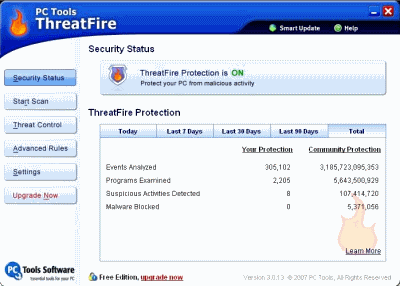 PC Tools
ThreatFire
Smart Update
Help
Security Status
Start Scan
Threat Control
Advanced Rules
Settings
Upgrade Now
PC Tools Software
Essential tools for your PC
Security Status
ThreatFire Protection is ON
Protect your PC from malicious activity
ThreatFire Protection
Today Last 7 Days Last 30 Days Last 90 Days Total
Your Protection Community Protection
Events Analyzed 305,102 3,185,723,095,353
Programs Examined 2,205 5,643,500,929
Suspicious Activities Detected 8 107,414,720
Malware Blocked 0 5,371,056
Learn More
Free Edition, upgrade now Version 3.0.13 © 2007 PC Tools, All Rights Reserved